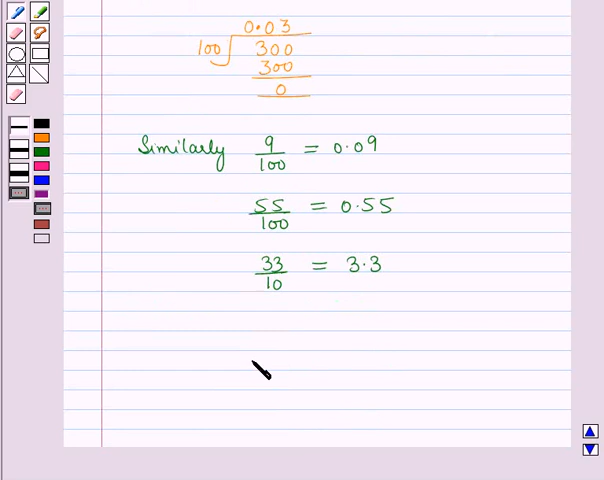 0.03
100 300
300
0
Similarly 9/100 = 0.09
55/100 = 0.55
33/10 = 3.3